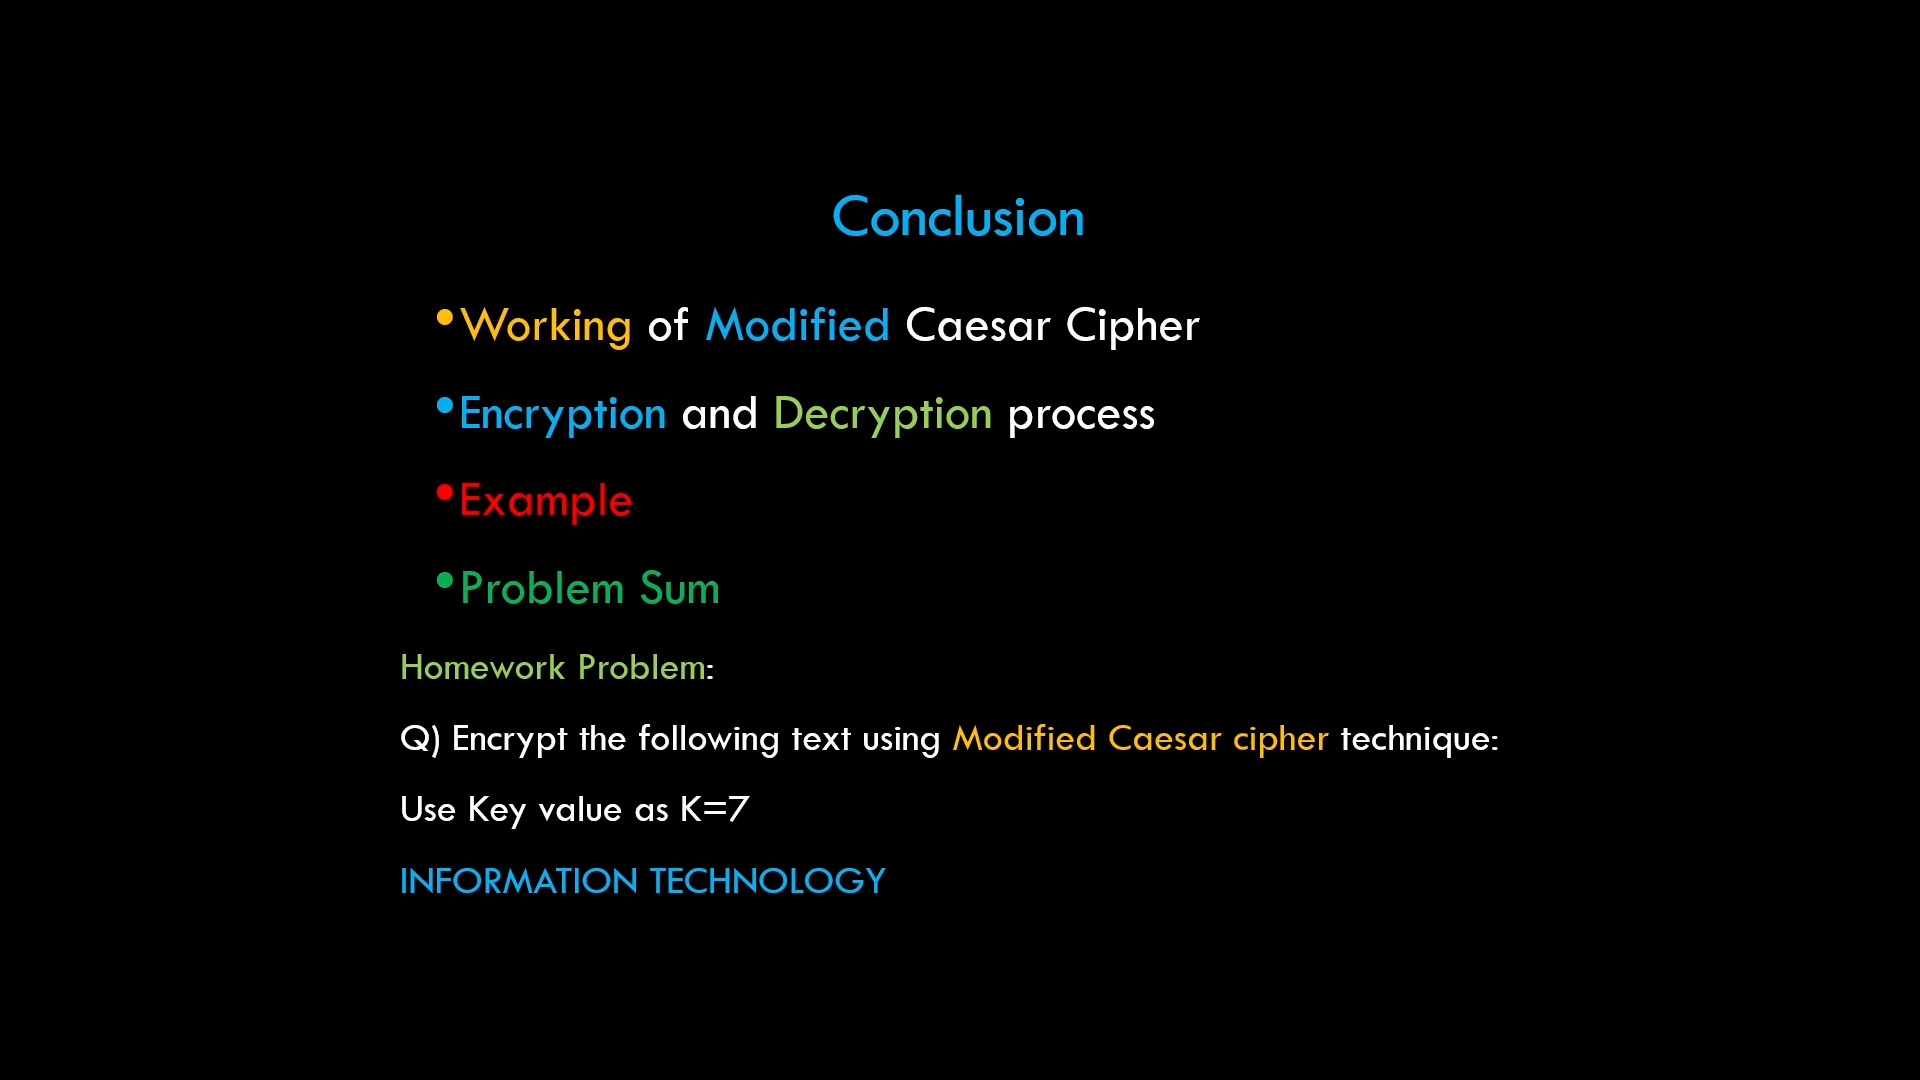 Conclusion
•Working of Modified Caesar Cipher
•Encryption and Decryption process
•Example
•Problem Sum
Homework Problem:
Q) Encrypt the following text using Modified Caesar cipher technique:
Use Key value as K=7
INFORMATION TECHNOLOGY